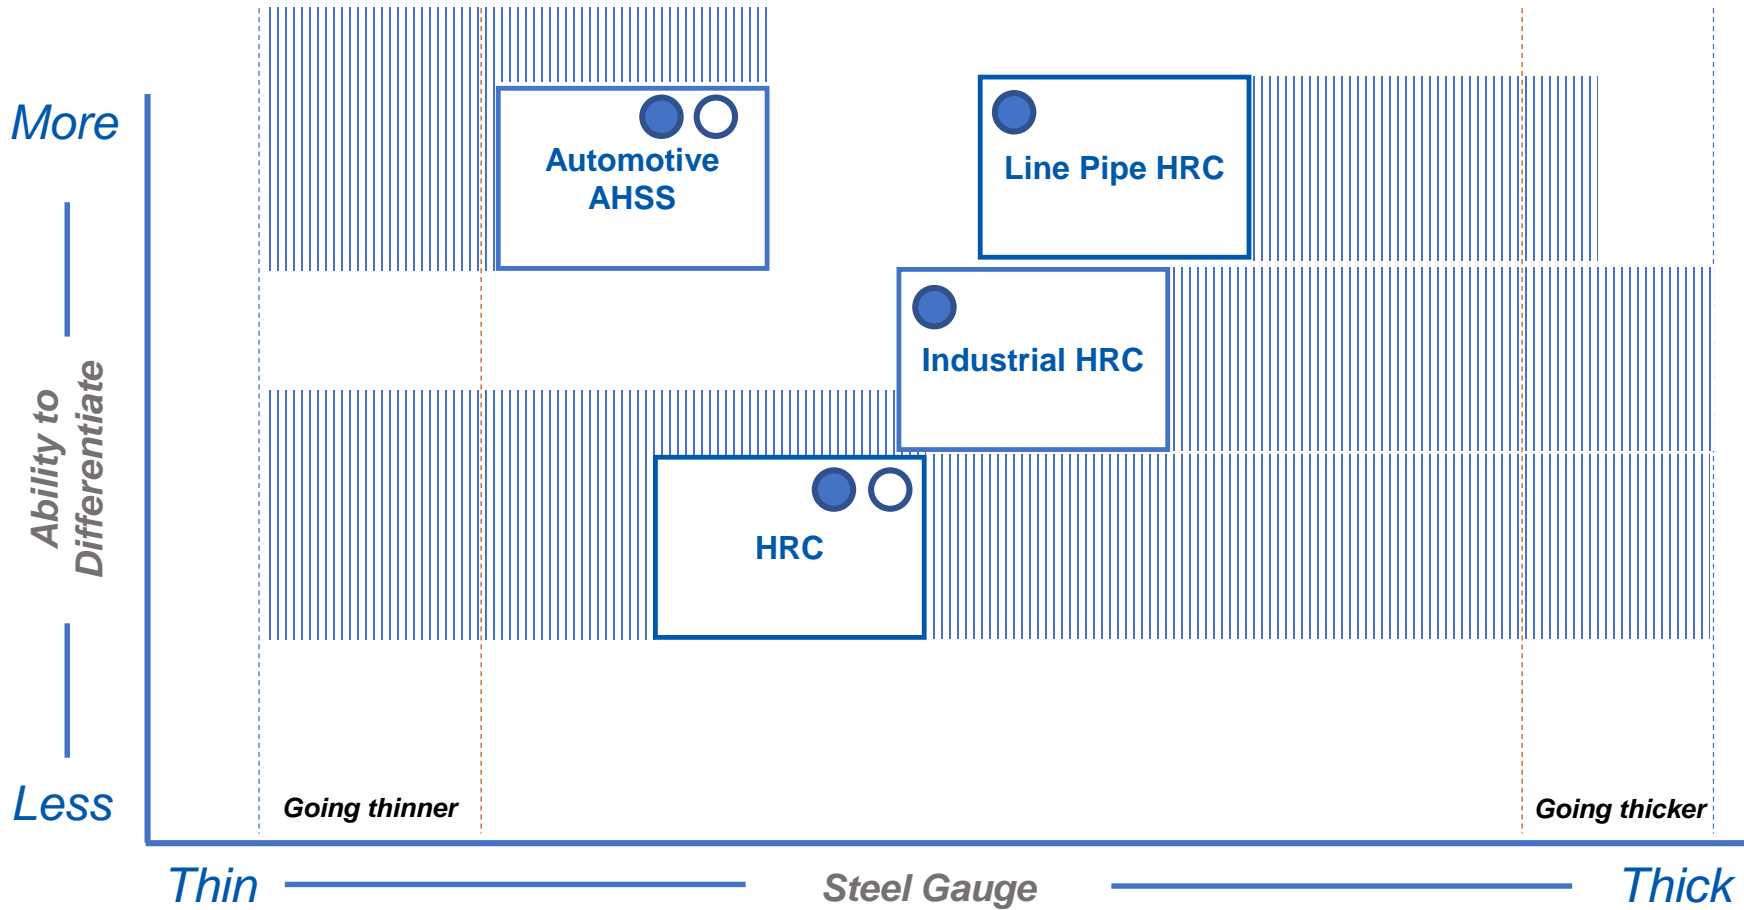 More
Automotive
AHSS
Line Pipe HRC
Industrial HRC
Ability to
Differentiate
HRC
Less
Going thinner
Going thicker
Thin
Steel Gauge
Thick